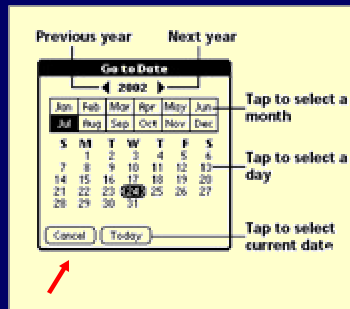 Previous year Next year
Go to Date
2002
Jan Feb Mar Apr May Jun
Jul Aug Sep Oct Nov Dec
Tap to select a
month
S M T W T F S
1 2 3 4 5 6
7 8 9 10 11 12 13
14 15 16 17 18 19 20
21 22 23 24 25 26 27
28 29 30 31
Tap to select a
day
Cancel Today
Tap to select
current date